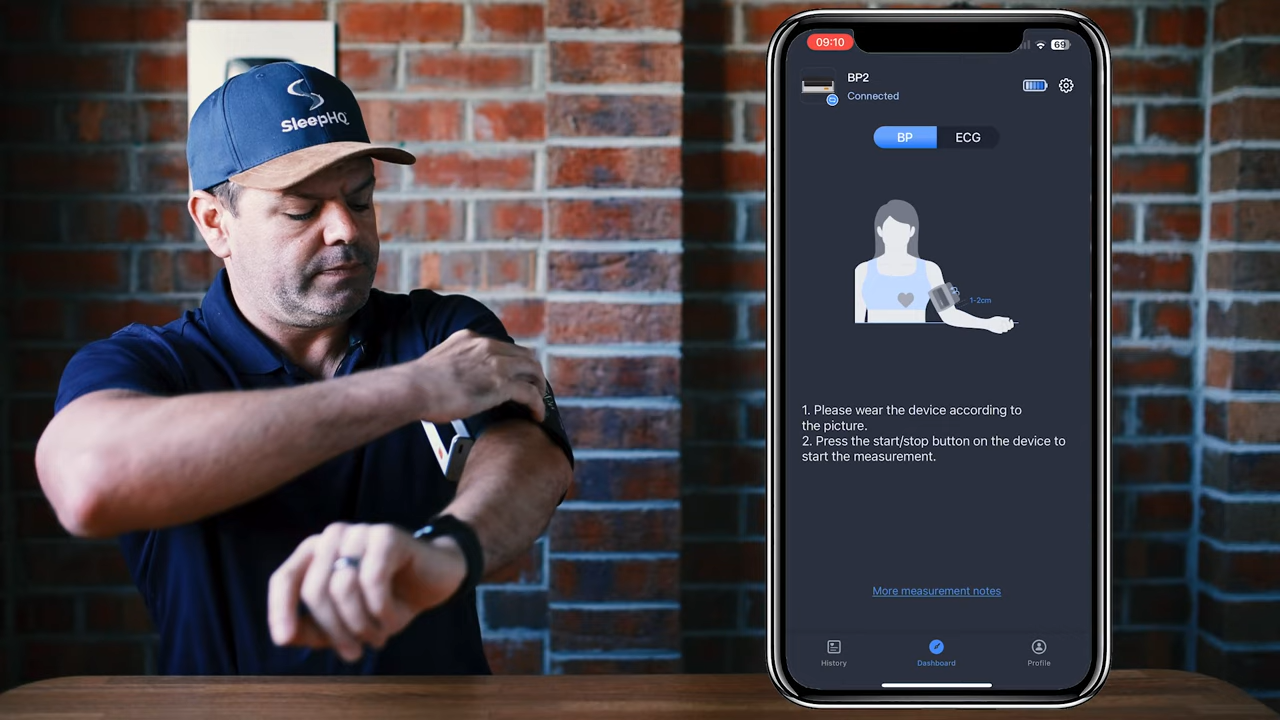 SleepHQ
09:10
69
BP2
Connected
BP
ECG
1-2cm
1. Please wear the device according to
the picture.
2. Press the start/stop button on the device to
start the measurement.
More measurement notes
History
Dashboard
Profile